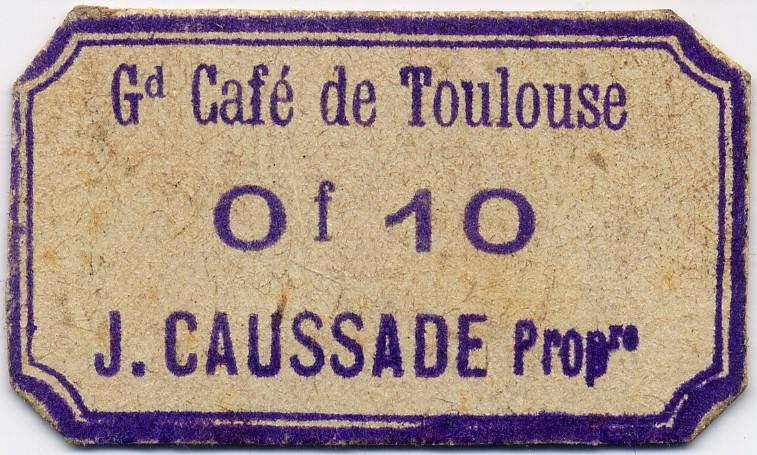 Gd Café de Toulouse
0f 10
J. CAUSSADE Propre